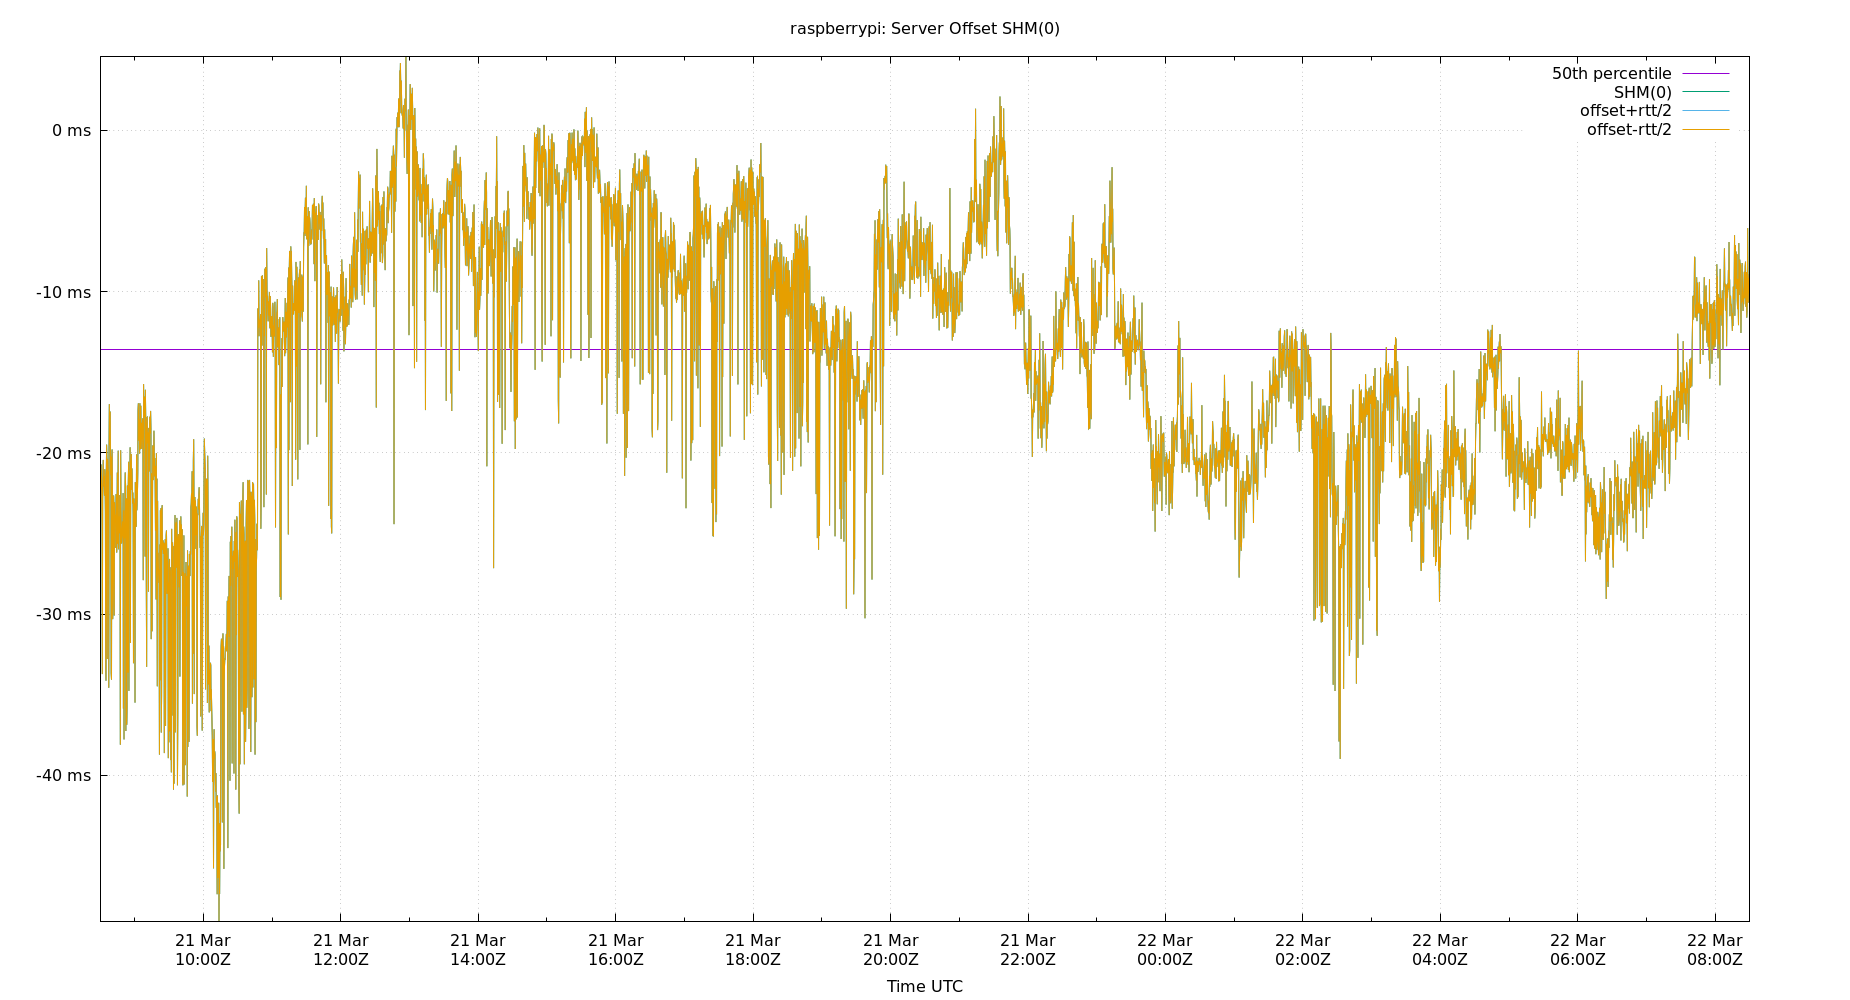 raspberrypi: Server Offset SHM(0)
50th percentile
SHM(0)
offset+rtt/2
offset-rtt/2
0 ms
-10 ms
-20 ms
-30 ms
-40 ms
21 Mar 21 Mar 21 Mar 21 Mar 21 Mar 21 Mar 21 Mar 22 Mar 22 Mar 22 Mar 22 Mar 22 Mar
10:00Z 12:00Z 14:00Z 16:00Z 18:00Z 20:00Z 22:00Z 00:00Z 02:00Z 04:00Z 06:00Z 08:00Z
Time UTC